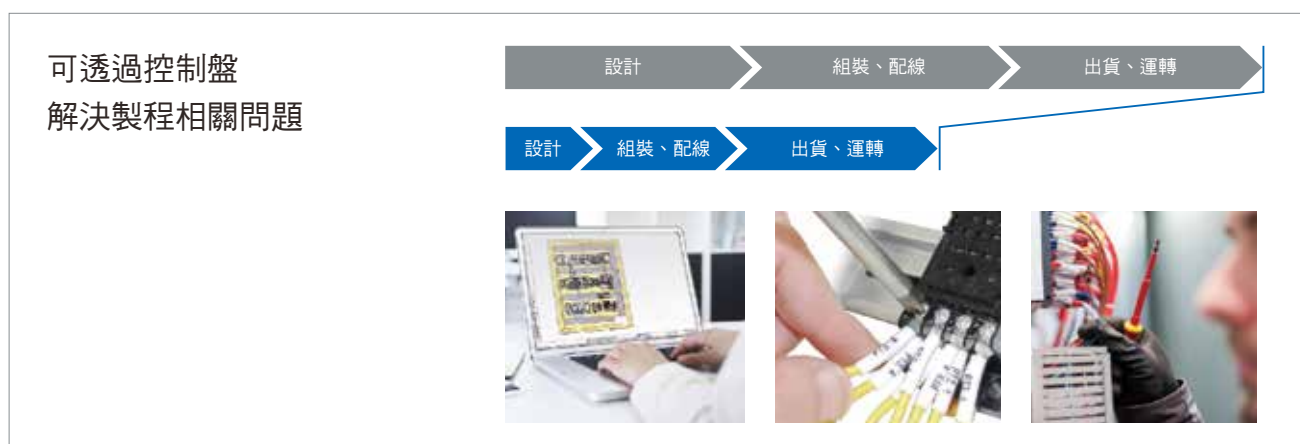 可透過控制盤
解決製程相關問題
設計
組裝、配線
出貨、運轉
設計
組裝、配線
出貨、運轉